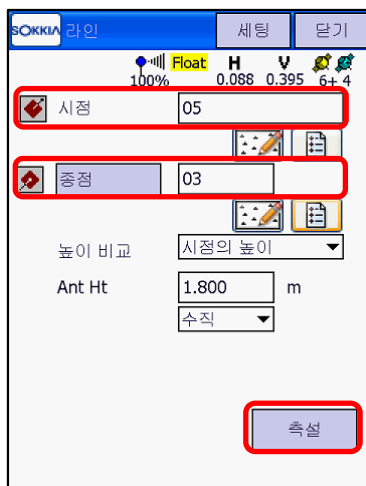 SOKKIA 라인 세팅 닫기
Float H V
100% 0.088 0.395 6+ 4
시점 05
종점 03
높이 비교 시점의 높이
Ant Ht 1.800 m
수직
측설